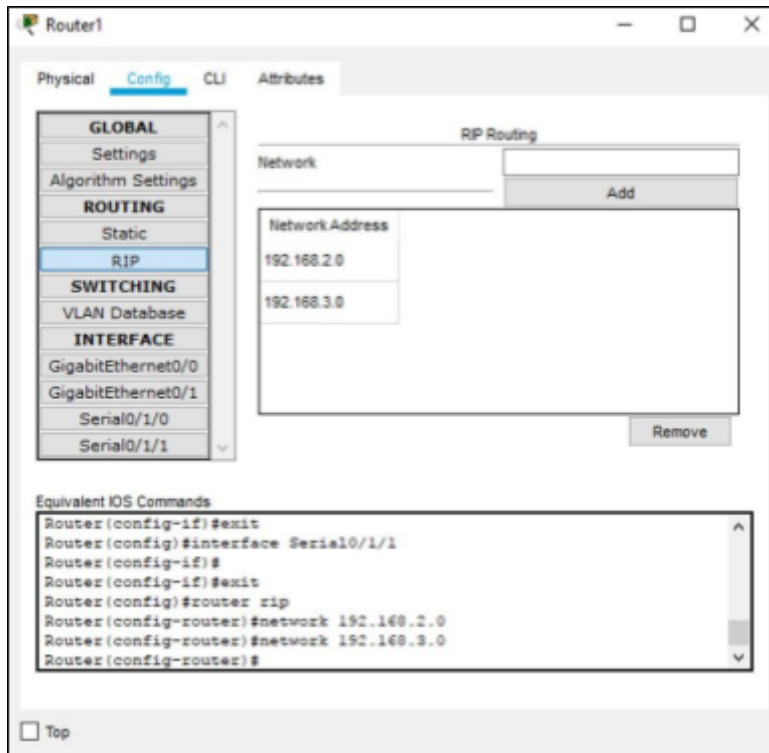 Router1
Physical Config CLI Attributes
GLOBAL
Settings
Algorithm Settings
ROUTING
Static
RIP
SWITCHING
VLAN Database
INTERFACE
GigabitEthernet0/0
GigabitEthernet0/1
Serial0/1/0
Serial0/1/1
RIP Routing
Network
Add
Network Address
192.168.2.0
192.168.3.0
Remove
Equivalent IOS Commands
Router(config-if)#exit
Router(config)#interface Serial0/1/1
Router(config-if)#
Router(config-if)#exit
Router(config)#router rip
Router(config-router)#network 192.168.2.0
Router(config-router)#network 192.168.3.0
Router(config-router)#
Top